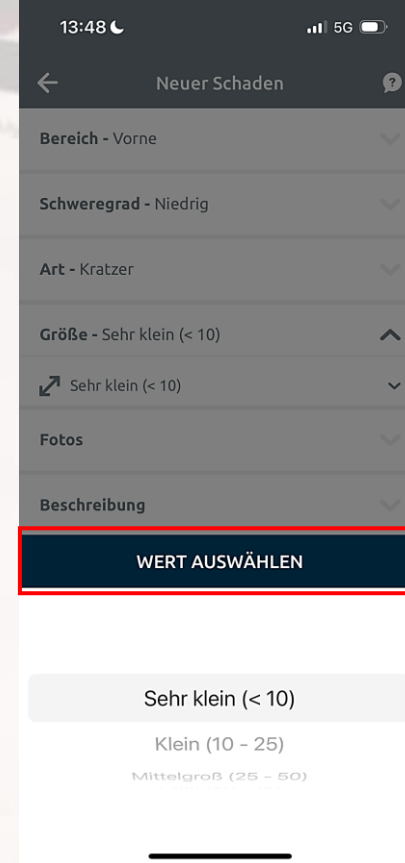 13:48 5G
Neuer Schaden ?
Bereich - Vorne
Schweregrad - Niedrig
Art - Kratzer
Größe - Sehr klein (< 10)
Sehr klein (< 10)
Fotos
Beschreibung
WERT AUSWÄHLEN
Sehr klein (< 10)
Klein (10 - 25)
Mittelgroß (25 - 50)